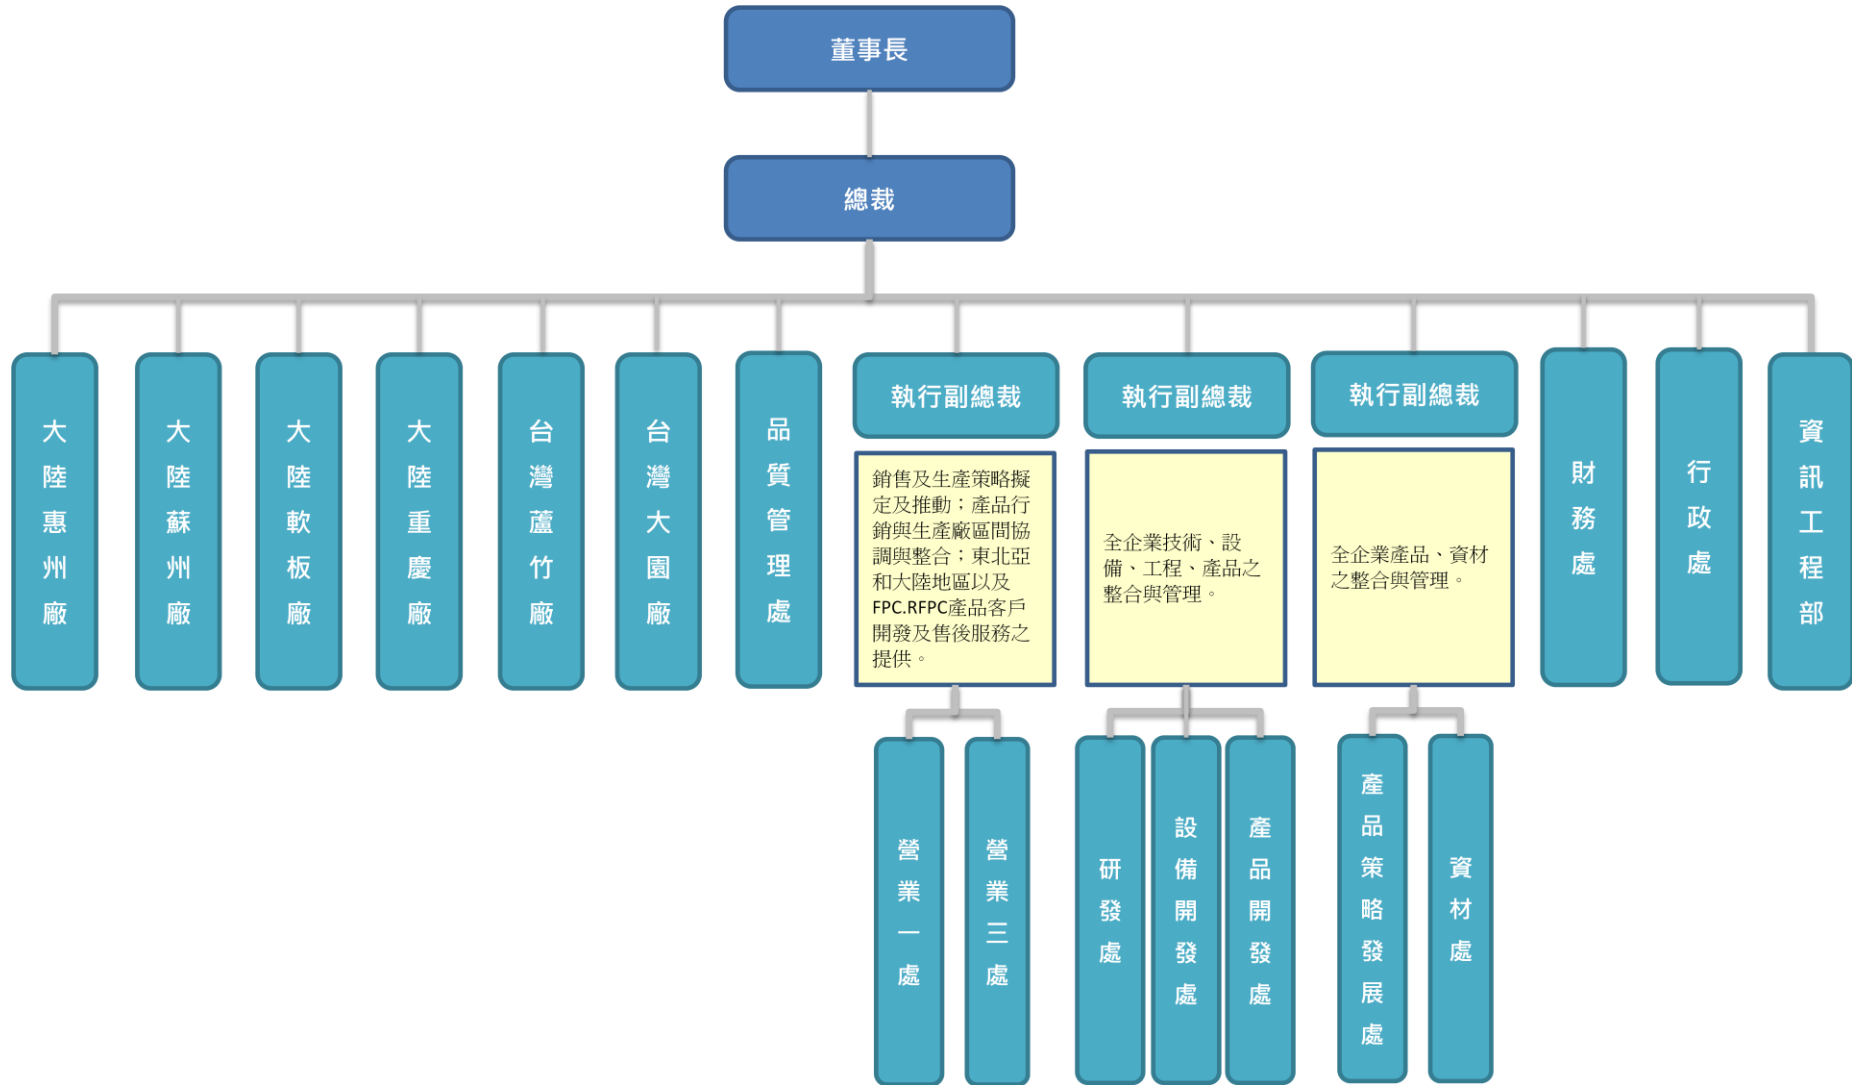 董事長
總裁
大陸惠州廠
大陸蘇州廠
大陸軟板廠
大陸重慶廠
台灣蘆竹廠
台灣大園廠
品質管理處
執行副總裁
銷售及生產策略擬
定及推動；產品行
銷與生產廠區間協
調與整合；東北亞
和大陸地區以及
FPC.RFPC產品客戶
開發及售後服務之
提供。
執行副總裁
全企業技術、設
備、工程、產品之
整合與管理。
執行副總裁
全企業產品、資材
之整合與管理。
財務處
行政處
資訊工程部
營業一處
營業三處
研發處
設備開發處
產品開發處
產品策略發展處
資材處